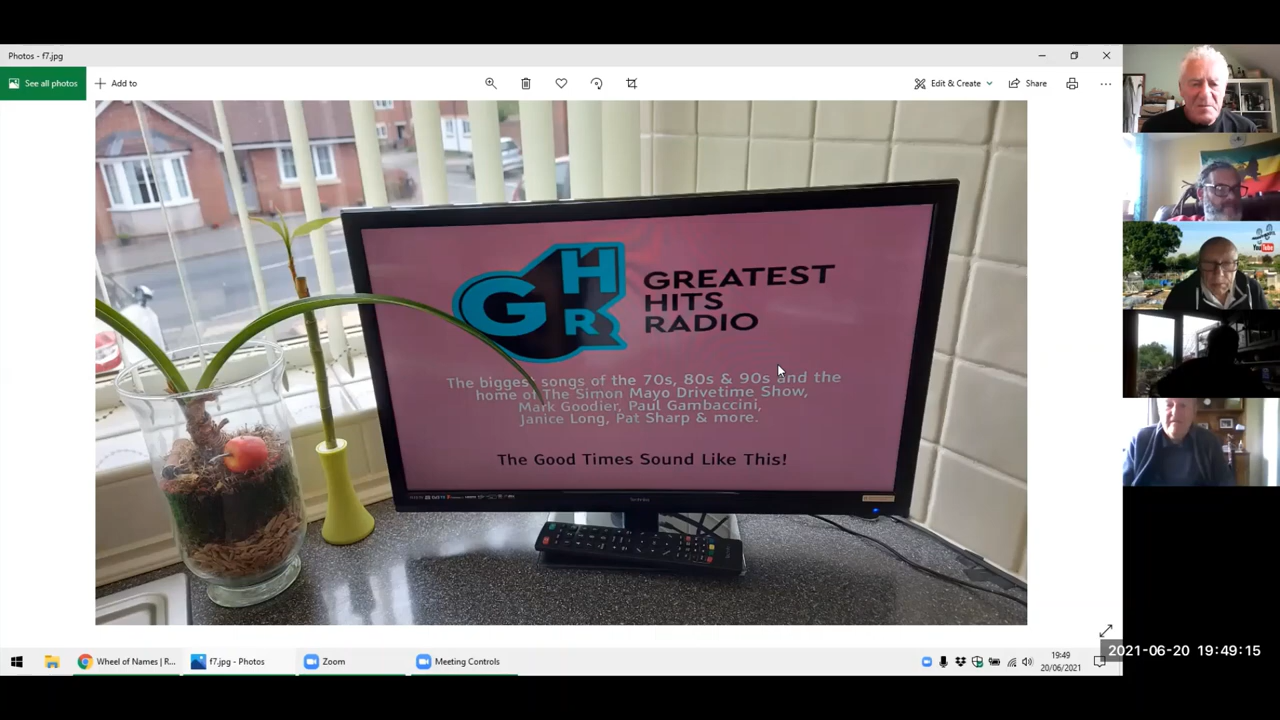 Photos - f7.jpg
See all photos
Add to
Edit & Create
Share
G
H
R
GREATEST
HITS
RADIO
The biggest songs of the 70s, 80s & 90s and the
home of The Simon Mayo Drivetime Show,
Mark Goodier, Paul Gambaccini,
Janice Long, Pat Sharp & more.
The Good Times Sound Like This!
You Tube
Wheel of Names | R...
f7.jpg - Photos
Zoom
Meeting Controls
19:49
20/06/2021
2021-06-20 19:49:15